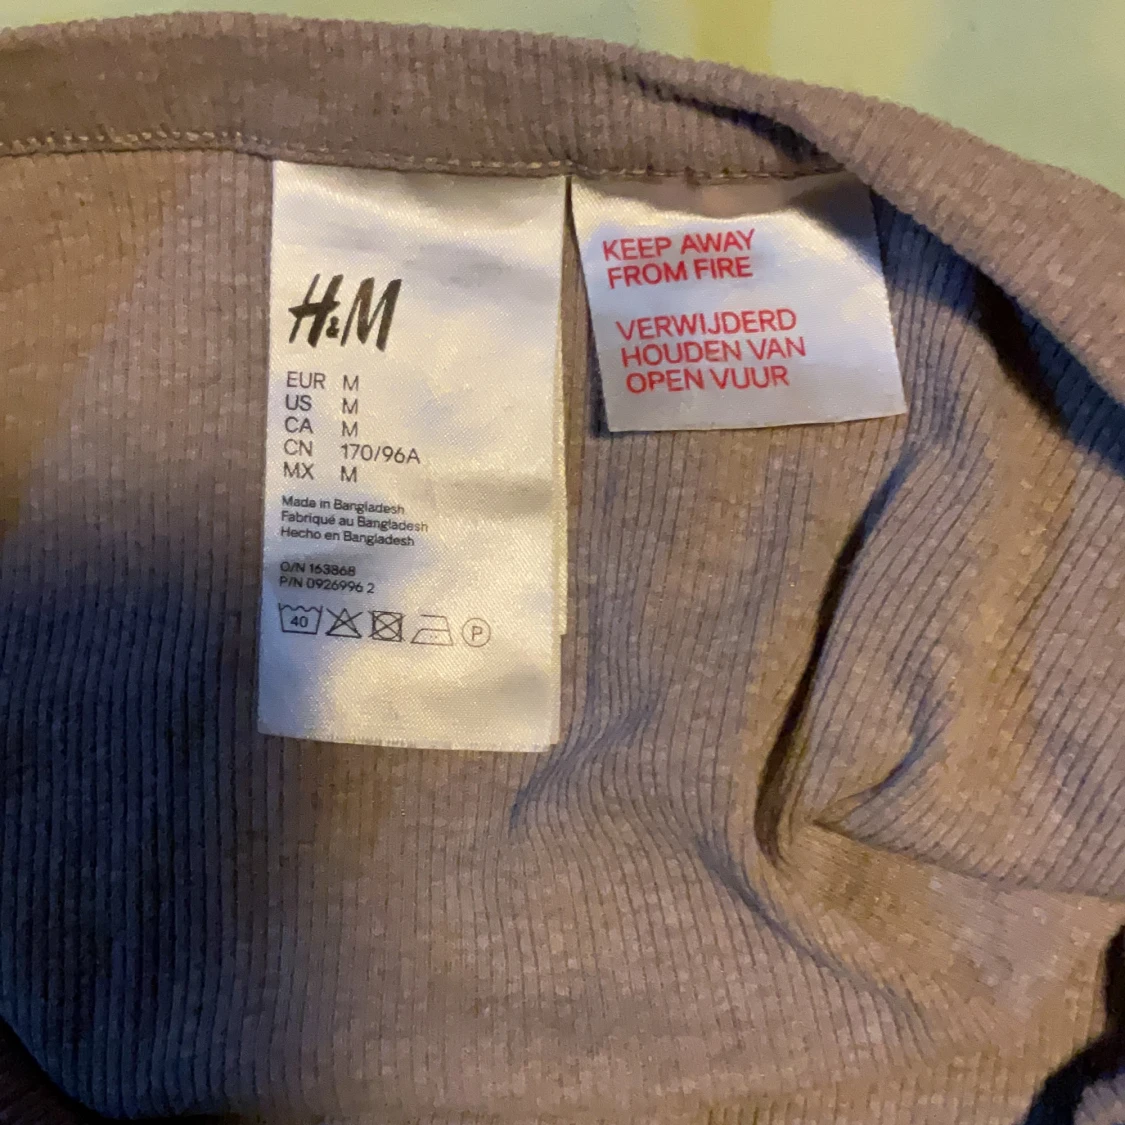 H&M
EUR M
US M
CA M
CN 170/96A
MX M
Made in Bangladesh
Fabriqué au Bangladesh
Hecho en Bangladesh
O/N 163868
P/N 0926996 2
40 P
KEEP AWAY
FROM FIRE
VERWIJDERD
HOUDEN VAN
OPEN VUUR